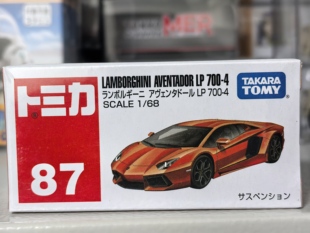 トミカ
87
LAMBORGHINI AVENTADOR LP 700-4
ランボルギーニ アヴェンタドール LP 700-4
SCALE 1/68
TAKARA
TOMY
サスペンション